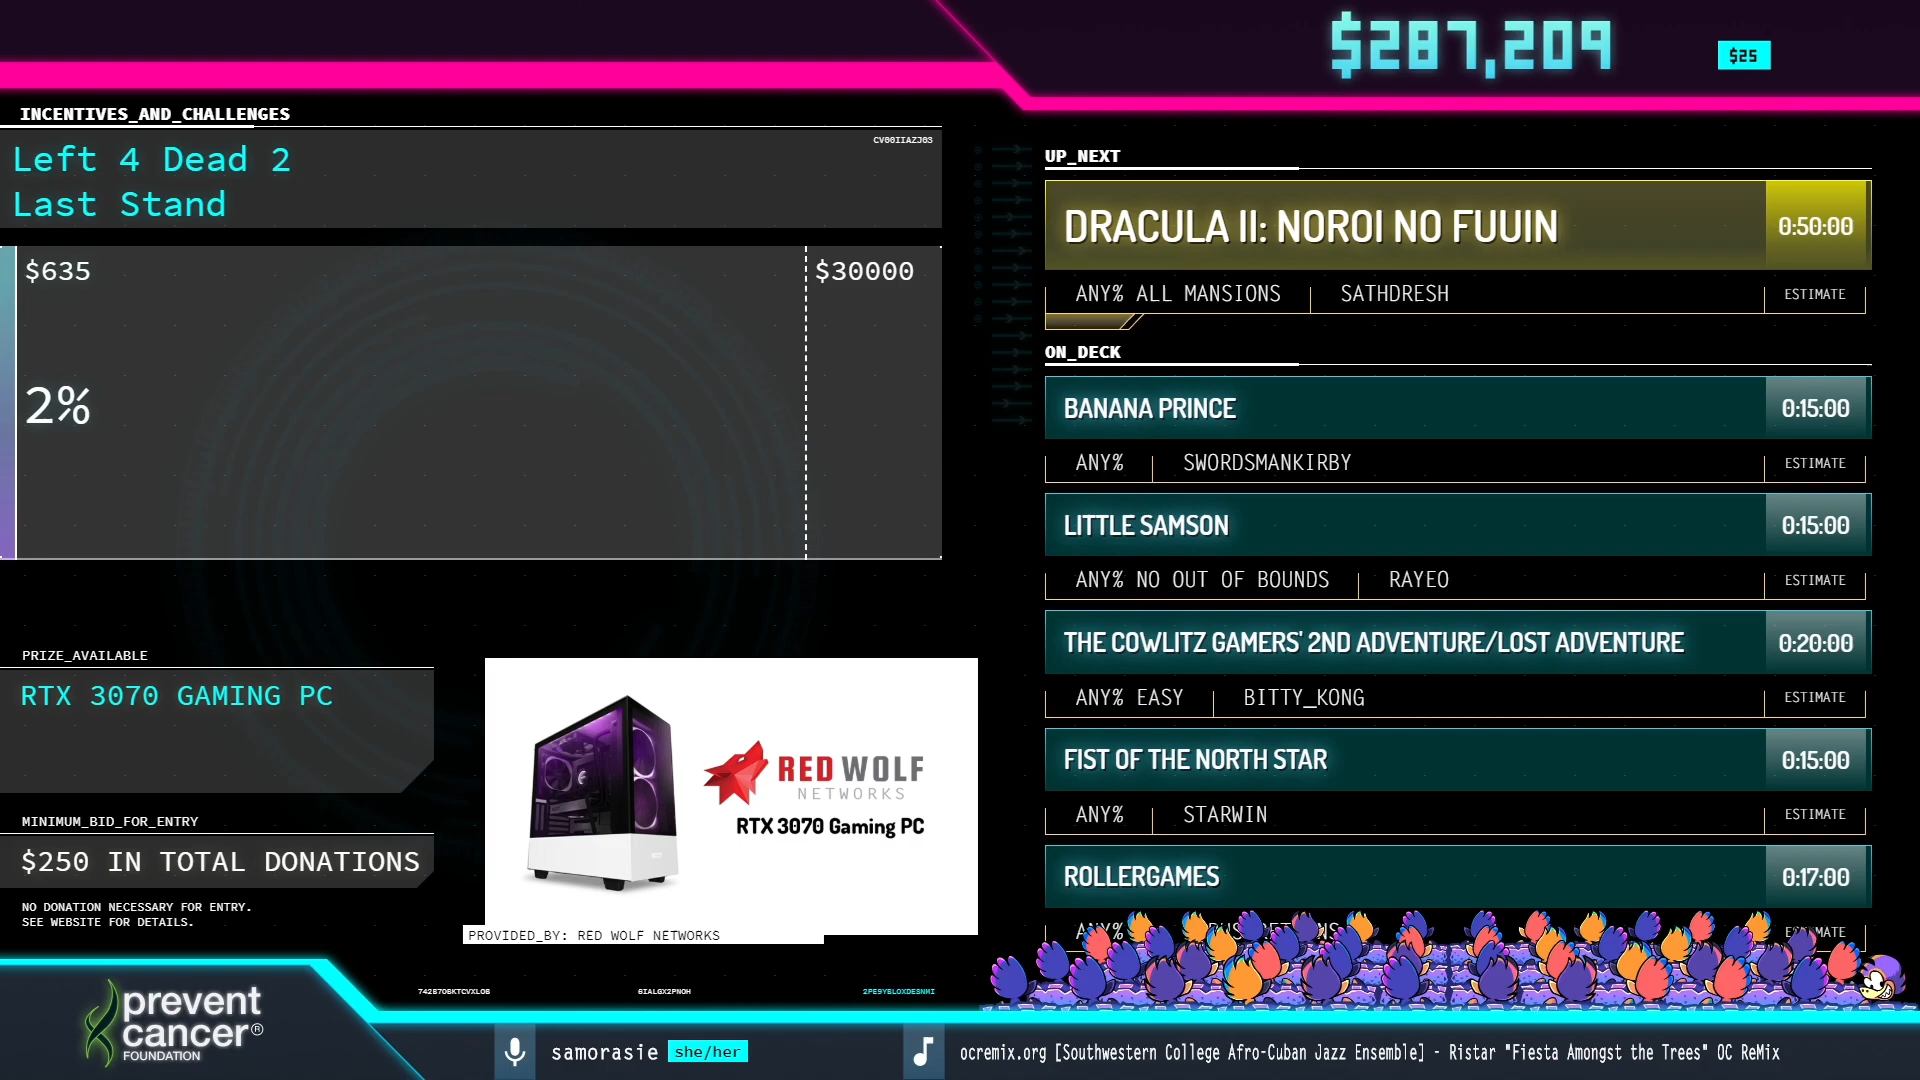 $287,209
$25
INCENTIVES_AND_CHALLENGES
Left 4 Dead 2
Last Stand
CV00IIAZJ03
$635
$30000
2%
UP_NEXT
DRACULA II: NOROI NO FUUIN
0:50:00
ANY% ALL MANSIONS
SATHDRESH
ESTIMATE
ON_DECK
BANANA PRINCE
0:15:00
ANY%
SWORDSMANKIRBY
ESTIMATE
LITTLE SAMSON
0:15:00
ANY% NO OUT OF BOUNDS
RAYEO
ESTIMATE
THE COWLITZ GAMERS' 2ND ADVENTURE/LOST ADVENTURE
0:20:00
ANY% EASY
BITTY_KONG
ESTIMATE
FIST OF THE NORTH STAR
0:15:00
ANY%
STARWIN
ESTIMATE
ROLLERGAMES
0:17:00
PRIZE_AVAILABLE
RTX 3070 GAMING PC
MINIMUM_BID_FOR_ENTRY
$250 IN TOTAL DONATIONS
NO DONATION NECESSARY FOR ENTRY.
SEE WEBSITE FOR DETAILS.
RED WOLF
NETWORKS
RTX 3070 Gaming PC
PROVIDED_BY: RED WOLF NETWORKS
prevent
cancer®
FOUNDATION
samorasie
she/her
ocremix.org [Southwestern College Afro-Cuban Jazz Ensemble] - Ristar "Fiesta Amongst the Trees" OC ReMix